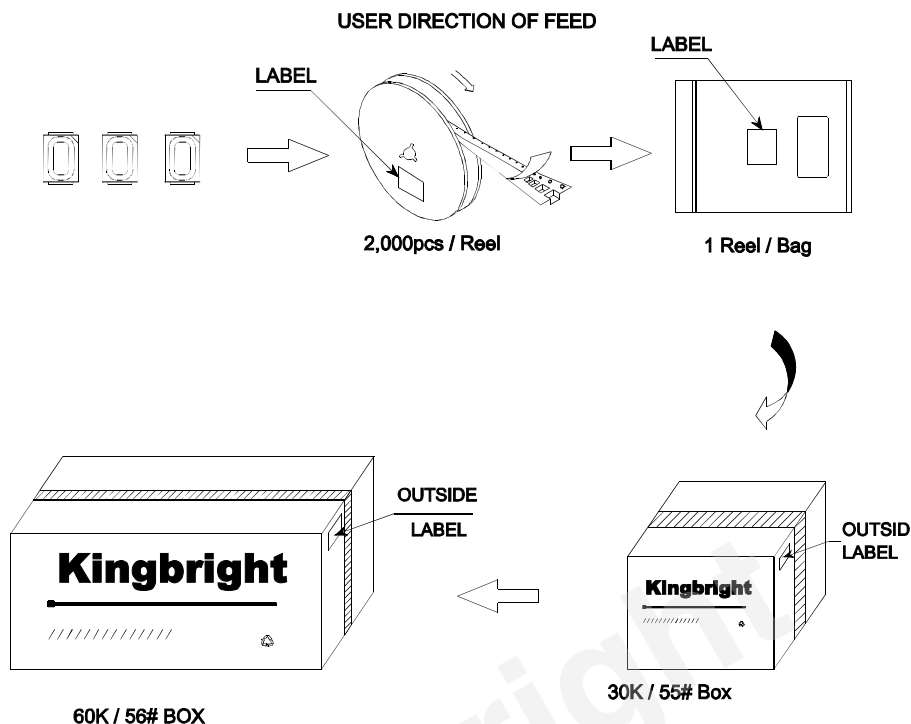 USER DIRECTION OF FEED
LABEL
LABEL
2,000pcs / Reel
1 Reel / Bag
OUTSIDE
LABEL
OUTSID
LABEL
Kingbright
Kingbright
30K / 55# Box
60K / 56# BOX